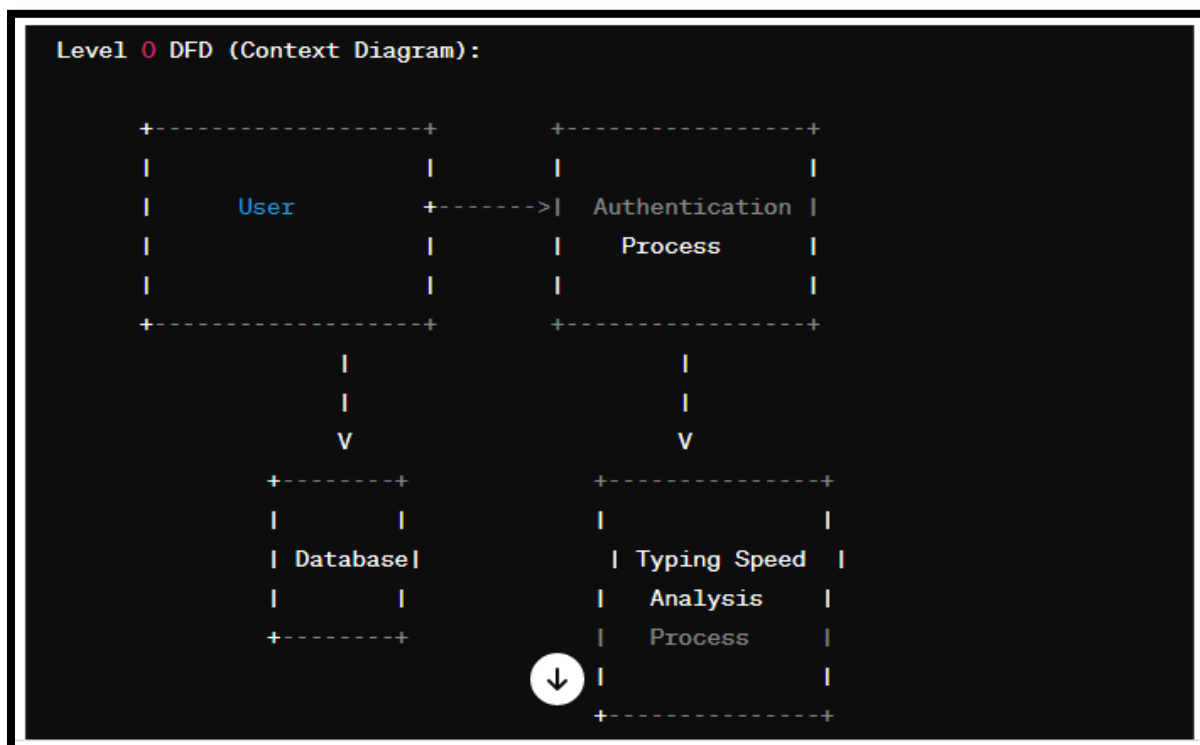 Level 0 DFD (Context Diagram):
+-------------------+        +-----------------+
|                   |        |                 |
|      User         +------->|  Authentication |
|                   |        |    Process      |
|                   |        |                 |
+-------------------+        +-----------------+
              |                       |
              |                       |
              V                       V
         +--------+             +---------------+
         |        |             |               |
         | Database|             | Typing Speed  |
         |        |             |   Analysis    |
         +--------+             |   Process     |
                                |               |
                                +---------------+